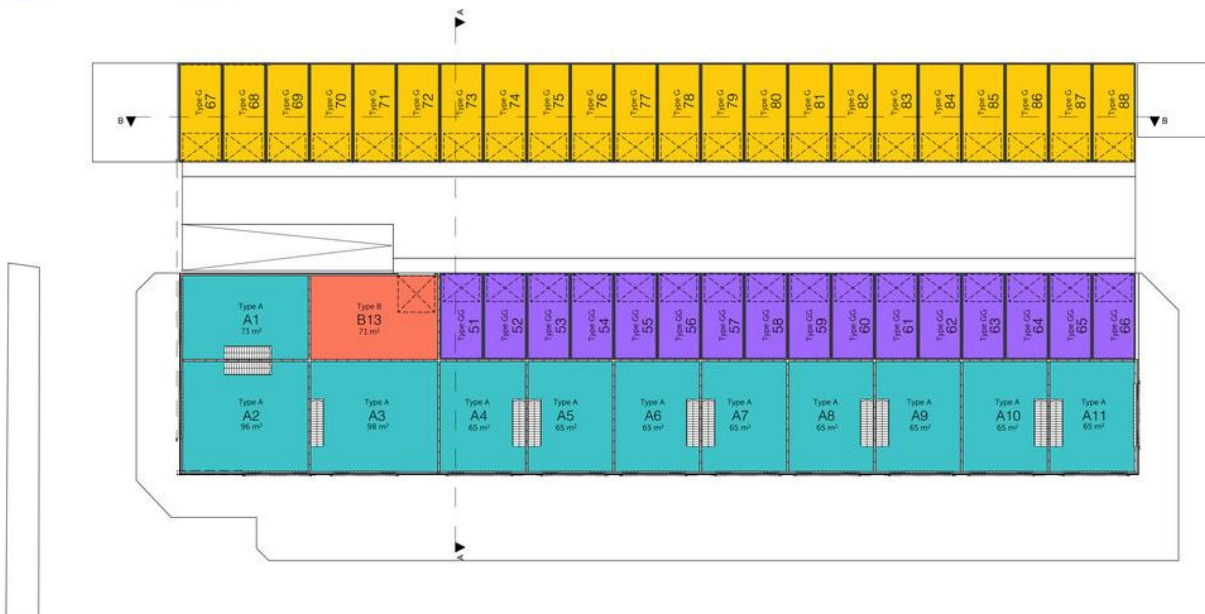 A
Type G
67
Type G
68
Type G
69
Type G
70
Type G
71
Type G
72
Type G
73
Type G
74
Type G
75
Type G
76
Type G
77
Type G
78
Type G
79
Type G
80
Type G
81
Type G
82
Type G
83
Type G
84
Type G
85
Type G
86
Type G
87
Type G
88
B
B
Type A
A1
73 m²
Type B
B13
71 m²
Type GG
51
Type GG
52
Type GG
53
Type GG
54
Type GG
55
Type GG
56
Type GG
57
Type GG
58
Type GG
59
Type GG
60
Type GG
61
Type GG
62
Type GG
63
Type GG
64
Type GG
65
Type GG
66
Type A
A2
96 m²
Type A
A3
98 m²
Type A
A4
65 m²
Type A
A5
65 m²
Type A
A6
65 m²
Type A
A7
65 m²
Type A
A8
65 m²
Type A
A9
65 m²
Type A
A10
65 m²
Type A
A11
65 m²
A